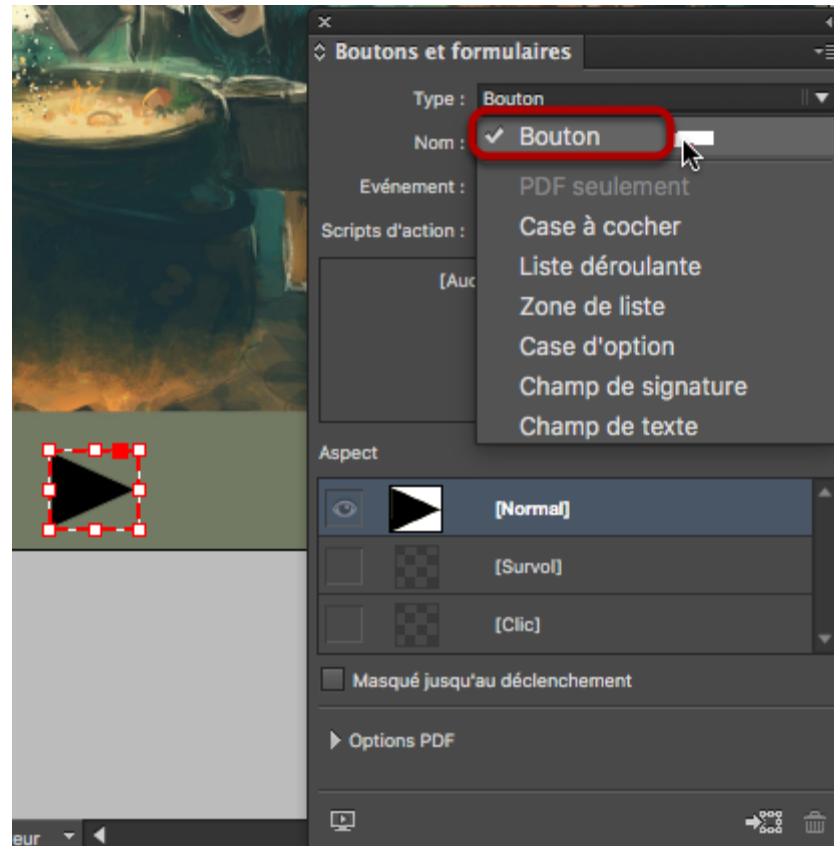 Boutons et formulaires
Type : Bouton
Nom :
Bouton
Evénement :
PDF seulement
Scripts d'action :
Case à cocher
Liste déroulante
Zone de liste
Case d'option
Champ de signature
Champ de texte
Aspect
[Normal]
[Survol]
[Clic]
Masqué jusqu'au déclenchement
Options PDF